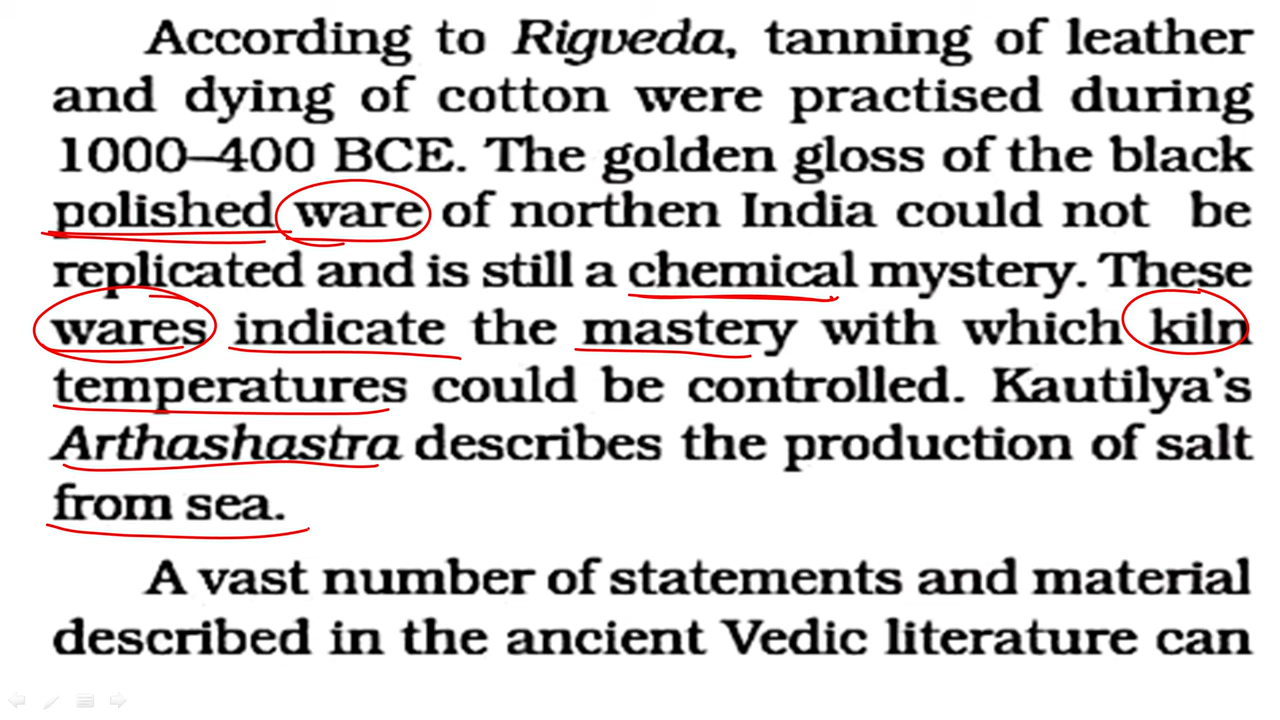 According to Rigveda, tanning of leather
and dying of cotton were practised during
1000–400 BCE. The golden gloss of the black
polished ware of northen India could not be
replicated and is still a chemical mystery. These
wares indicate the mastery with which kiln
temperatures could be controlled. Kautilya's
Arthashastra describes the production of salt
from sea.
A vast number of statements and material
described in the ancient Vedic literature can